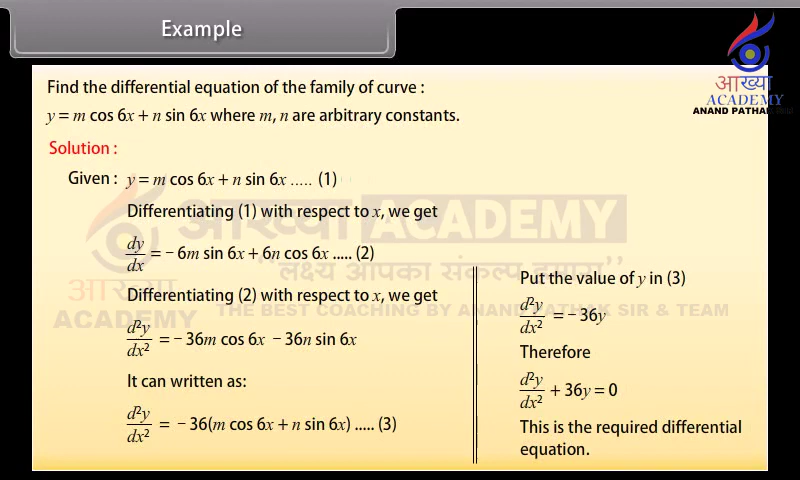 Example
आख्या
ACADEMY
ANAND PATHAK
Find the differential equation of the family of curve :
y = m cos 6x + n sin 6x where m, n are arbitrary constants.
Solution :
Given : y = m cos 6x + n sin 6x ..... (1)
Differentiating (1) with respect to x, we get
dy/dx = − 6m sin 6x + 6n cos 6x ..... (2)
Differentiating (2) with respect to x, we get
d²y/dx² = − 36m cos 6x − 36n sin 6x
It can written as:
d²y/dx² = − 36(m cos 6x + n sin 6x) ..... (3)
Put the value of y in (3)
d²y/dx² = − 36y
Therefore
d²y/dx² + 36y = 0
This is the required differential
equation.
आख्या ACADEMY
"लक्ष्य आपका संकल्प हमारा"
THE BEST COACHING BY ANAND PATHAK SIR & TEAM
आख्या
ACADEMY